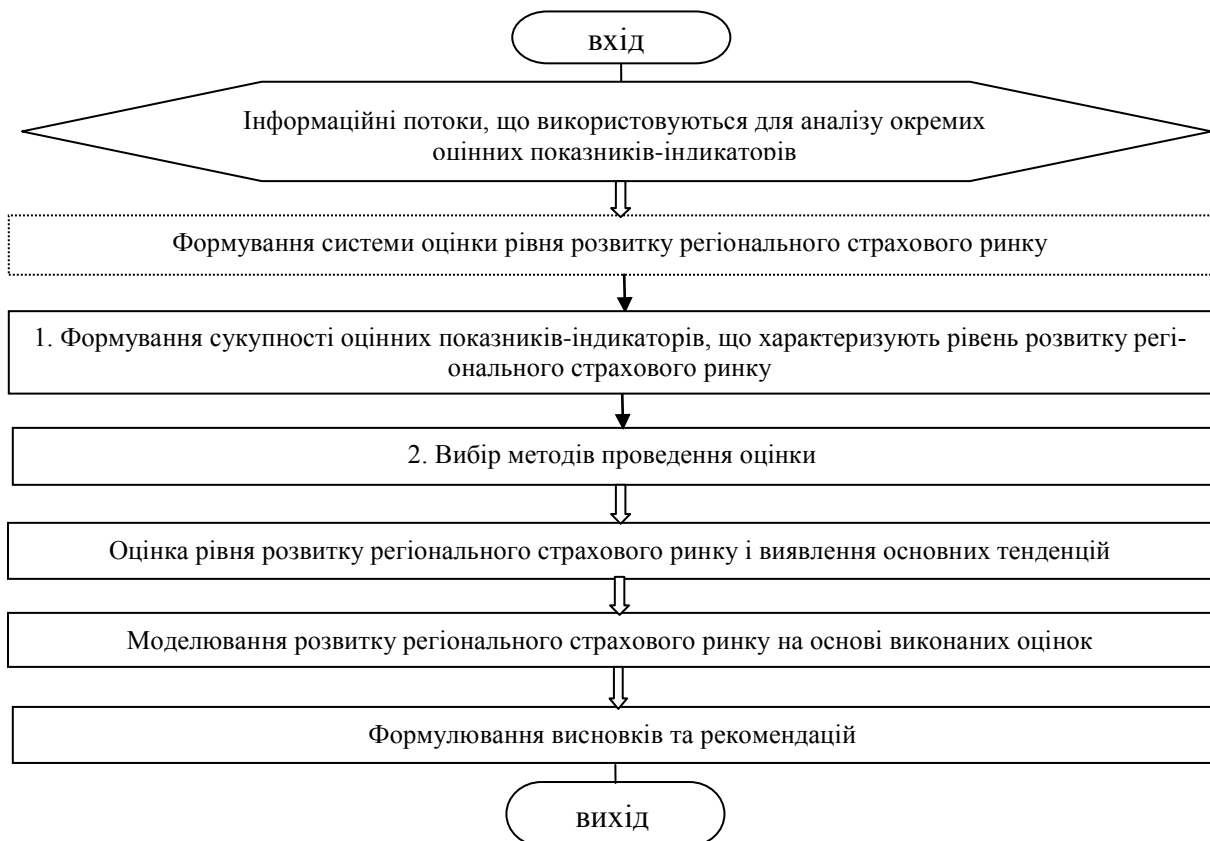 вхід
Інформаційні потоки, що використовуються для аналізу окремих
оцінних показників-індикаторів
Формування системи оцінки рівня розвитку регіонального страхового ринку
1. Формування сукупності оцінних показників-індикаторів, що характеризують рівень розвитку регі-
онального страхового ринку
2. Вибір методів проведення оцінки
Оцінка рівня розвитку регіонального страхового ринку і виявлення основних тенденцій
Моделювання розвитку регіонального страхового ринку на основі виконаних оцінок
Формулювання висновків та рекомендацій
вихід